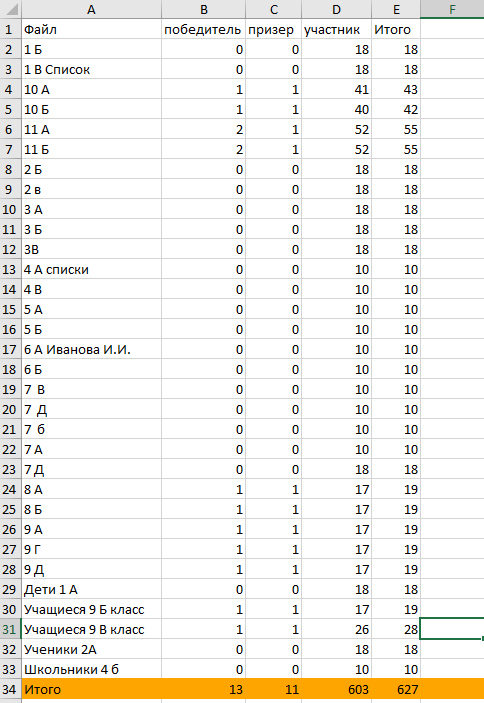 A B C D E F
1 Файл победитель призер участник Итого
2 1 Б 0 0 18 18
3 1 В Список 0 0 18 18
4 10 А 1 1 41 43
5 10 Б 1 1 40 42
6 11 А 2 1 52 55
7 11 Б 2 1 52 55
8 2 Б 0 0 18 18
9 2 в 0 0 18 18
10 3 А 0 0 18 18
11 3 Б 0 0 18 18
12 3В 0 0 18 18
13 4 А списки 0 0 10 10
14 4 В 0 0 10 10
15 5 А 0 0 10 10
16 5 Б 0 0 10 10
17 6 А Иванова И.И. 0 0 10 10
18 6 Б 0 0 10 10
19 7  В 0 0 10 10
20 7  Д 0 0 10 10
21 7  б 0 0 10 10
22 7 А 0 0 10 10
23 7 Д 0 0 18 18
24 8 А 1 1 17 19
25 8 Б 1 1 17 19
26 9 А 1 1 17 19
27 9 Г 1 1 17 19
28 9 Д 1 1 17 19
29 Дети 1 А 0 0 18 18
30 Учащиеся 9 Б класс 1 1 17 19
31 Учащиеся 9 В класс 1 1 26 28
32 Ученики 2А 0 0 18 18
33 Школьники 4 б 0 0 10 10
34 Итого 13 11 603 627